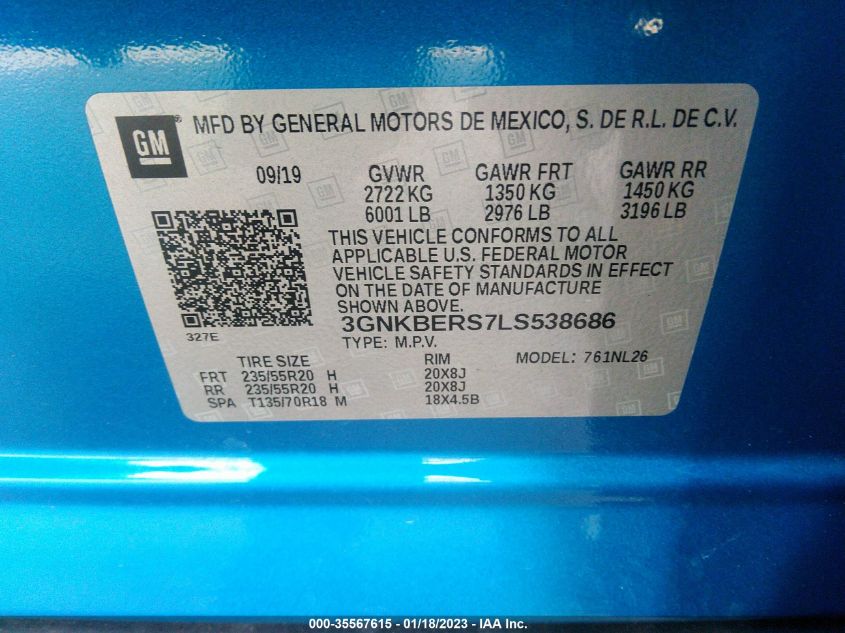 GM
MFD BY GENERAL MOTORS DE MEXICO, S. DE R.L. DE C.V.
09/19 GVWR GAWR FRT GAWR RR
2722 KG 1350 KG 1450 KG
6001 LB 2976 LB 3196 LB
THIS VEHICLE CONFORMS TO ALL
APPLICABLE U.S. FEDERAL MOTOR
VEHICLE SAFETY STANDARDS IN EFFECT
ON THE DATE OF MANUFACTURE
SHOWN ABOVE.
3GNKBERS7LS538686
327E TYPE: M.P.V. MODEL: 761NL26
TIRE SIZE RIM
FRT 235/55R20 H 20X8J
RR 235/55R20 H 20X8J
SPA T135/70R18 M 18X4.5B
000-35567615 - 01/18/2023 - IAA Inc.